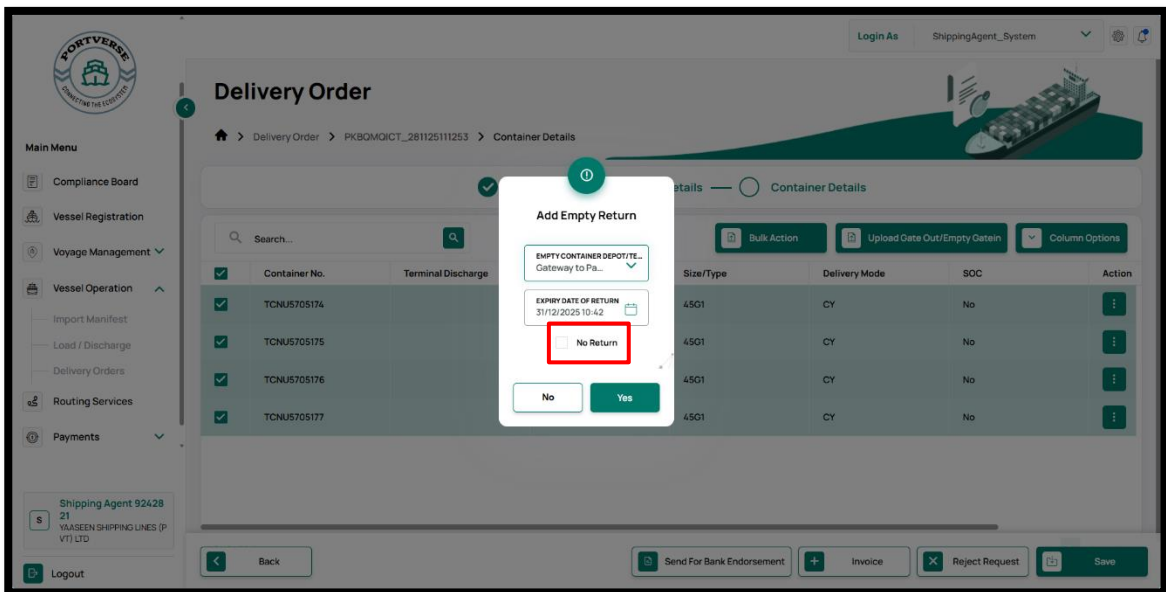 PORTVERSE
CONNECTING THE ECOSYSTEM
Login As
ShippingAgent_System
Delivery Order
Delivery Order > PKBQMQICT_281125111253 > Container Details
Main Menu
Compliance Board
Vessel Registration
Voyage Management
Vessel Operation
Import Manifest
Load / Discharge
Delivery Orders
Routing Services
Payments
S
Shipping Agent 92428
21
YAASEEN SHIPPING LINES (P
VT) LTD
Logout
etails
Container Details
Search...
Bulk Action
Upload Gate Out/Empty Gatein
Column Options
Container No. Terminal Discharge Size/Type Delivery Mode SOC Action
TCNU5705174 45G1 CY No
TCNU5705175 45G1 CY No
TCNU5705176 45G1 CY No
TCNU5705177 45G1 CY No
Add Empty Return
EMPTY CONTAINER DEPOT/TE...
Gateway to Pa...
EXPIRY DATE OF RETURN
31/12/2025 10:42
No Return
No
Yes
Back
Send For Bank Endorsement
Invoice
Reject Request
Save